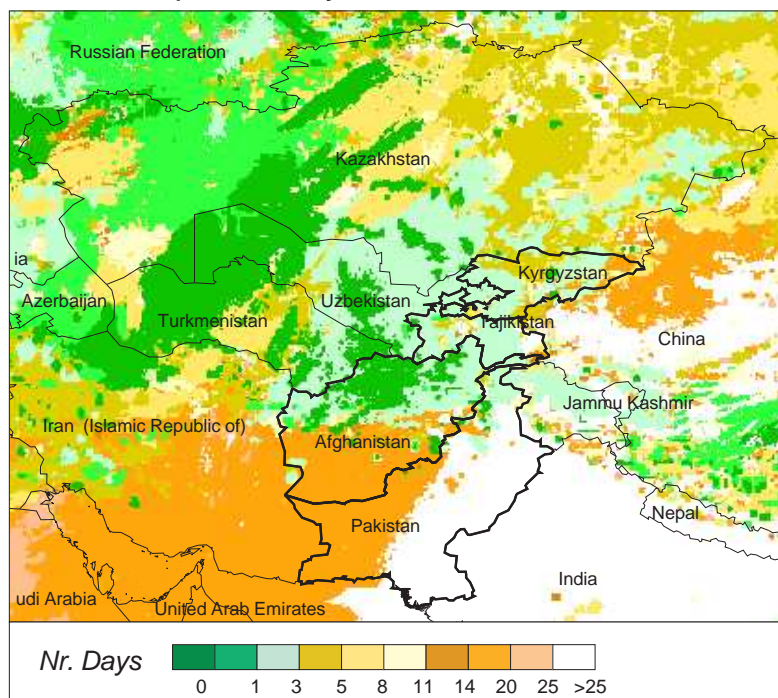 Russian Federation
Kazakhstan
ia
Kyrgyzstan
Azerbaijan
Uzbekistan
Turkmenistan
Tajikistan
China
Jammu Kashmir
Iran (Islamic Republic of)
Afghanistan
Nepal
Pakistan
India
udi Arabia
United Arab Emirates
Nr. Days
0 1 3 5 8 11 14 20 25 >25